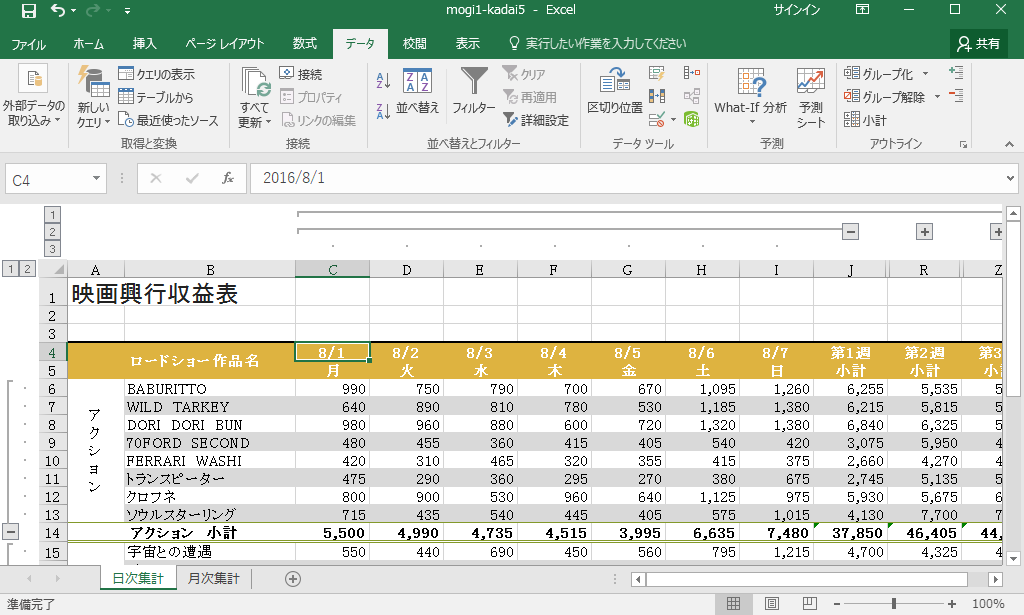 mogi1-kadai5 - Excel
サインイン
ファイル ホーム 挿入 ページ レイアウト 数式 データ 校閲 表示 実行したい作業を入力してください 共有
外部データの取り込み
新しいクエリ
クエリの表示
テーブルから
最近使ったソース
取得と変換
すべて更新
接続
プロパティ
リンクの編集
接続
並べ替え
フィルター
クリア
再適用
詳細設定
並べ替えとフィルター
区切り位置
データ ツール
What-If 分析
予測シート
予測
グループ化
グループ解除
小計
アウトライン
C4
fx
2016/8/1
1
2
3
1 2
A B C D E F G H I J R Z
1 映画興行収益表
2
3
4 ロードショー作品名 8/1 8/2 8/3 8/4 8/5 8/6 8/7 第1週 第2週 第3
5 月 火 水 木 金 土 日 小計 小計 小
アクション
6 BABURITTO 990 750 790 700 670 1,095 1,260 6,255 5,535 5
7 WILD TARKEY 640 890 810 780 530 1,185 1,380 6,215 5,815 5
8 DORI DORI BUN 980 960 880 600 720 1,320 1,380 6,840 6,325 5
9 70FORD SECOND 480 455 360 415 405 540 420 3,075 5,950 4
10 FERRARI WASHI 420 310 465 320 355 415 375 2,660 4,270 4
11 トランスピーター 475 290 360 295 270 380 675 2,745 5,135 5
12 クロフネ 800 900 530 960 640 1,125 975 5,930 5,675 6
13 ソウルスターリング 715 435 540 445 405 575 1,015 4,130 7,700 7
14 アクション 小計 5,500 4,990 4,735 4,515 3,995 6,635 7,480 37,850 46,405 44,
15 宇宙との遭遇 550 440 690 450 560 795 1,215 4,700 4,325 4
日次集計 月次集計
準備完了
100%